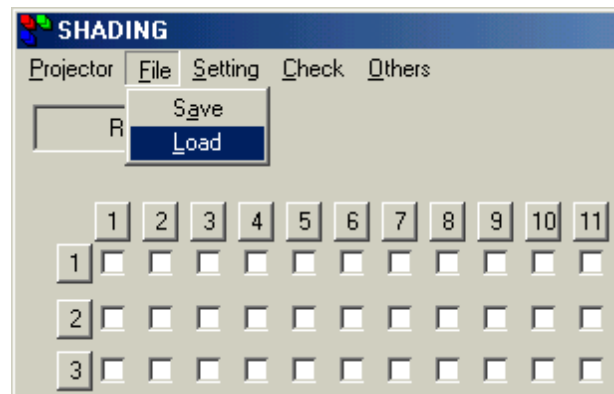 SHADING
Projector File Setting Check Others
Save
R
Load
1 2 3 4 5 6 7 8 9 10 11
1
2
3